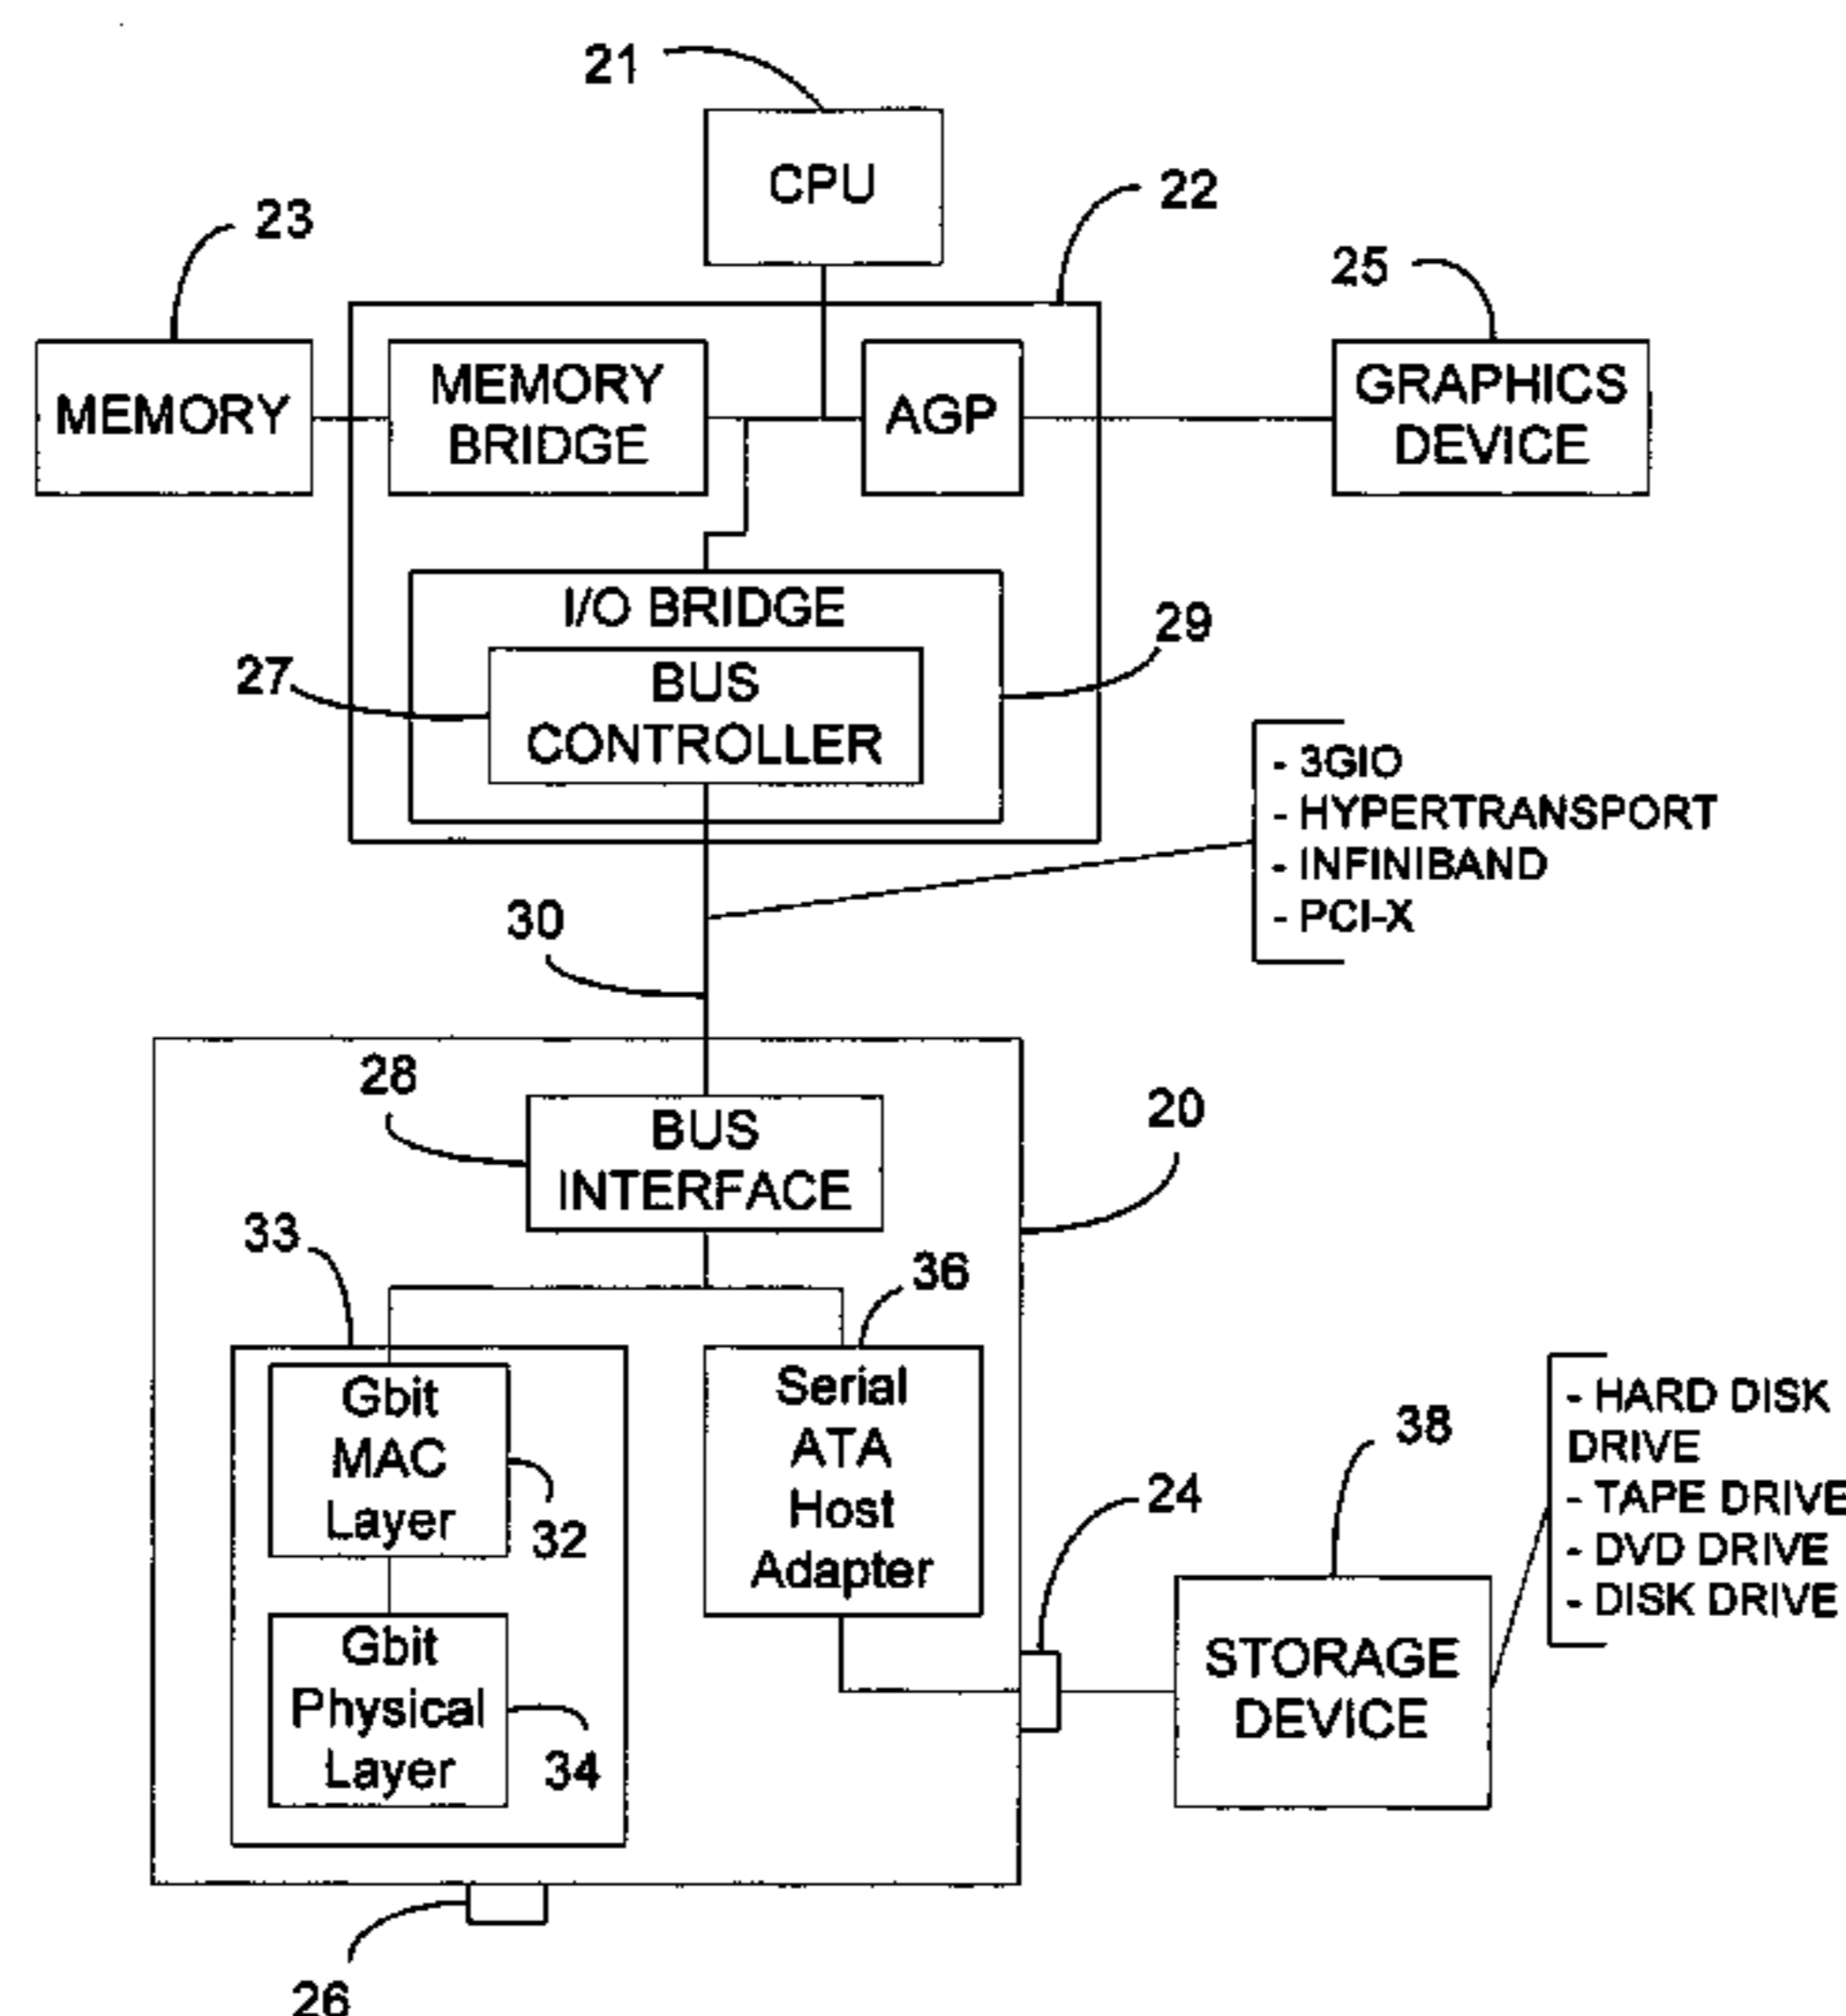 21
CPU
22
23
25
MEMORY
MEMORY
BRIDGE
AGP
GRAPHICS
DEVICE
I/O BRIDGE
29
27
BUS
CONTROLLER
- 3GIO
- HYPERTRANSPORT
- INFINIBAND
- PCI-X
30
28
BUS
INTERFACE
20
33
36
Gbit
MAC
Layer
32
Serial
ATA
Host
Adapter
38
- HARD DISK
DRIVE
- TAPE DRIVE
- DVD DRIVE
- DISK DRIVE
24
Gbit
Physical
Layer
34
STORAGE
DEVICE
26